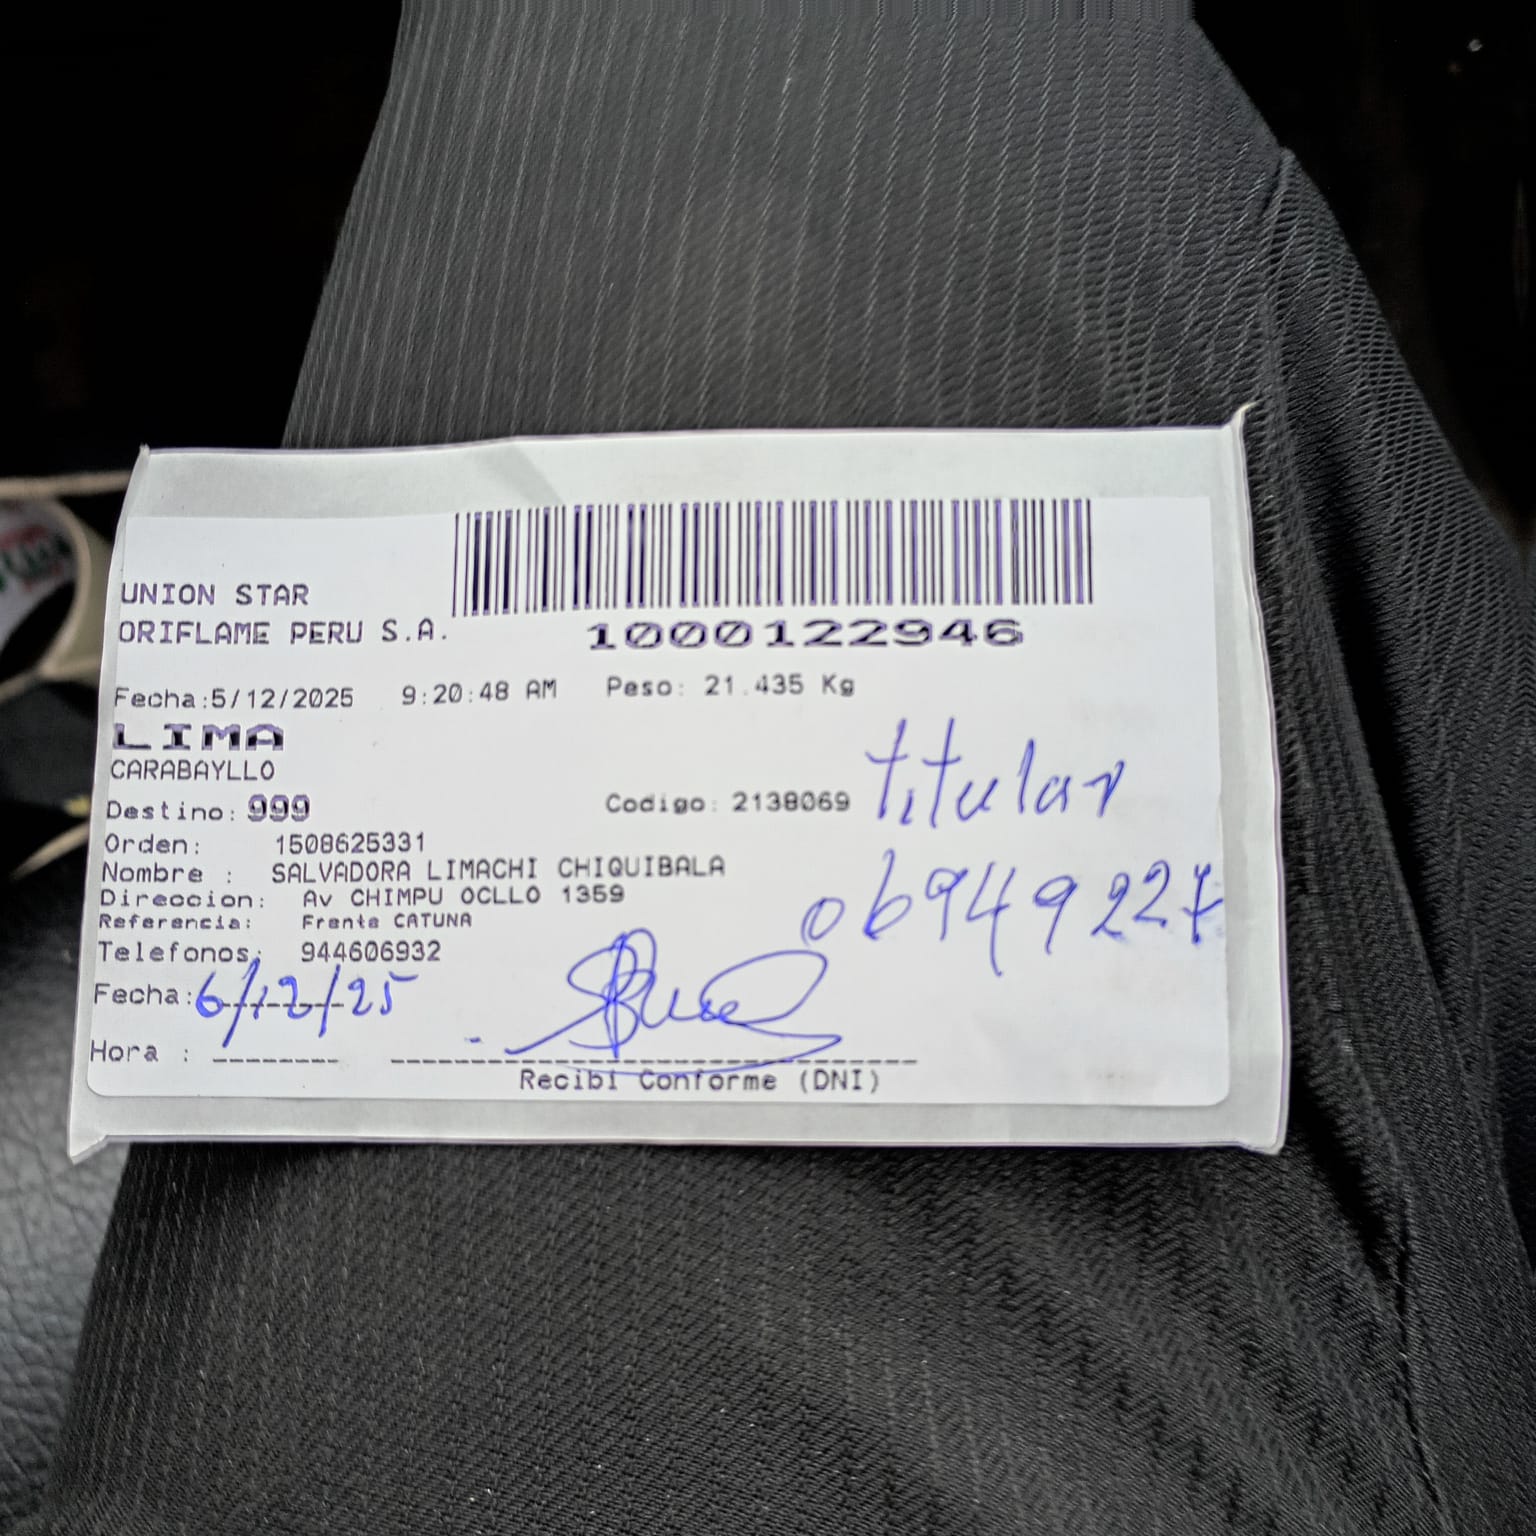 UNION STAR
ORIFLAME PERU S.A.
1000122946
Fecha:5/12/2025 9:20:48 AM Peso: 21.435 Kg
LIMA
CARABAYLLO
Destino: 999 Codigo: 2138069
titular
Orden: 1508625331
Nombre : SALVADORA LIMACHI CHIQUIBALA
Direccion: Av CHIMPU OCLLO 1359
Referencia: Frente CATUNA
06949227
Telefonos: 944606932
Fecha: 6/12/25
Hora :
Recibi Conforme (DNI)